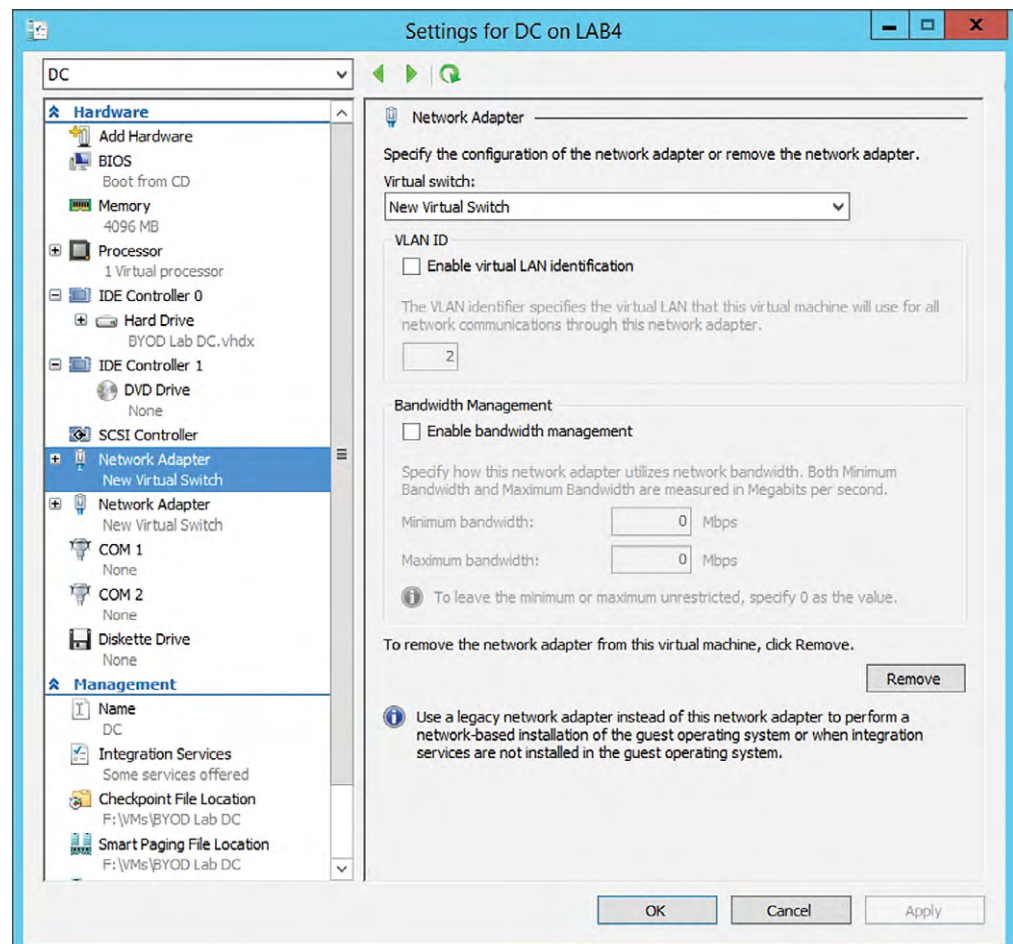 Settings for DC on LAB4
DC
Hardware
Add Hardware
BIOS
Boot from CD
Memory
4096 MB
Processor
1 Virtual processor
IDE Controller 0
Hard Drive
BYOD Lab DC.vhdx
IDE Controller 1
DVD Drive
None
SCSI Controller
Network Adapter
New Virtual Switch
Network Adapter
New Virtual Switch
COM 1
None
COM 2
None
Diskette Drive
None
Management
Name
DC
Integration Services
Some services offered
Checkpoint File Location
F:\VMs\BYOD Lab DC
Smart Paging File Location
F:\VMs\BYOD Lab DC
Network Adapter
Specify the configuration of the network adapter or remove the network adapter.
Virtual switch:
New Virtual Switch
VLAN ID
Enable virtual LAN identification
The VLAN identifier specifies the virtual LAN that this virtual machine will use for all
network communications through this network adapter.
2
Bandwidth Management
Enable bandwidth management
Specify how this network adapter utilizes network bandwidth. Both Minimum
Bandwidth and Maximum Bandwidth are measured in Megabits per second.
Minimum bandwidth: 0 Mbps
Maximum bandwidth: 0 Mbps
To leave the minimum or maximum unrestricted, specify 0 as the value.
To remove the network adapter from this virtual machine, click Remove.
Remove
Use a legacy network adapter instead of this network adapter to perform a
network-based installation of the guest operating system or when integration
services are not installed in the guest operating system.
OK Cancel Apply